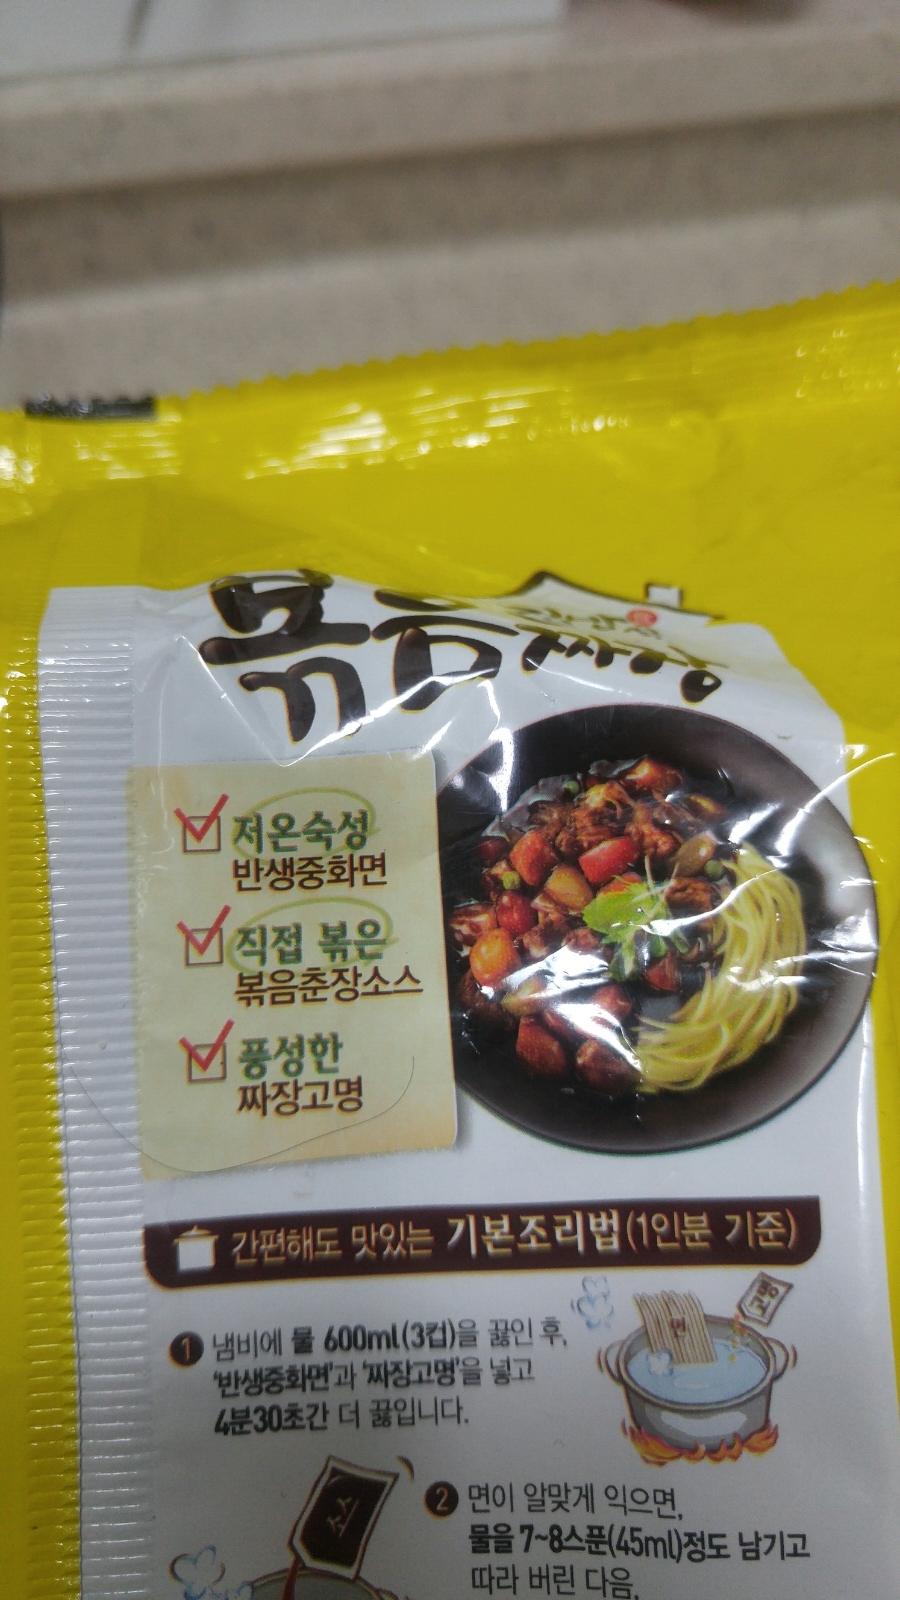 볶음
짜장
저온숙성
반생중화면
직접 볶은
볶음춘장소스
풍성한
짜장고명
간편해도 맛있는 기본조리법(1인분 기준)
1 냄비에 물 600ml(3컵)을 끓인 후,
'반생중화면'과 '짜장고명'을 넣고
4분30초간 더 끓입니다.
면
고명
소스
2 면이 알맞게 익으면,
물을 7~8스푼(45ml)정도 남기고
따라 버린 다음,